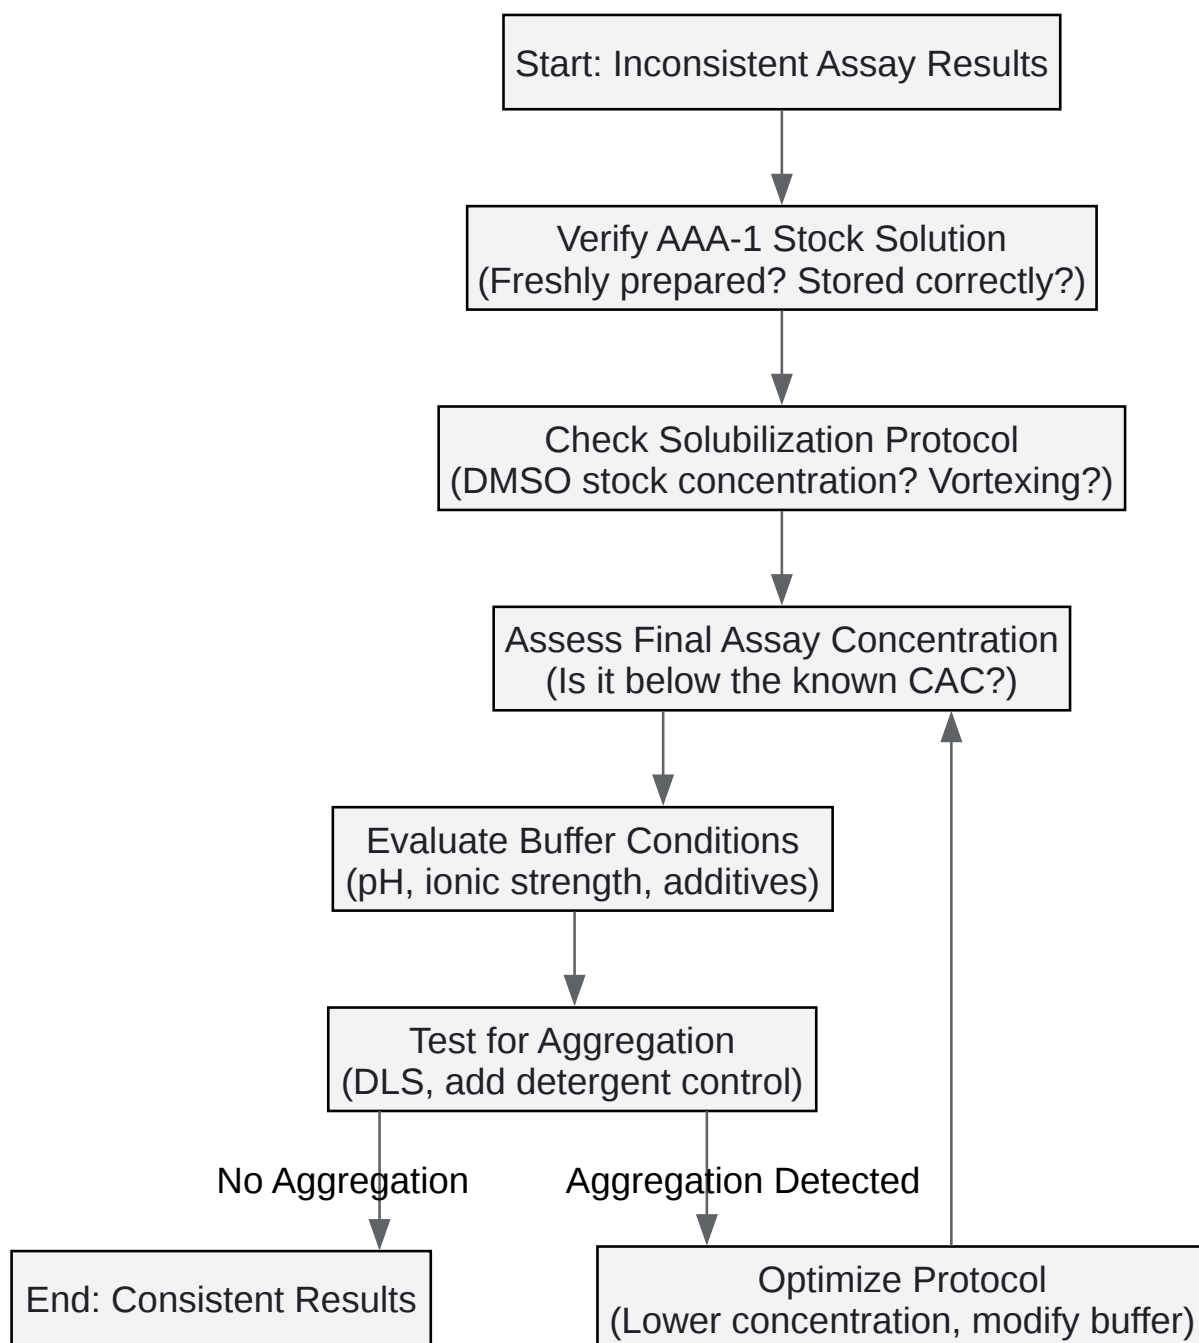 Start: Inconsistent Assay Results
Verify AAA-1 Stock Solution
(Freshly prepared? Stored correctly?)
Check Solubilization Protocol
(DMSO stock concentration? Vortexing?)
Assess Final Assay Concentration
(Is it below the known CAC?)
Evaluate Buffer Conditions
(pH, ionic strength, additives)
Test for Aggregation
(DLS, add detergent control)
No Aggregation
Aggregation Detected
End: Consistent Results
Optimize Protocol
(Lower concentration, modify buffer)